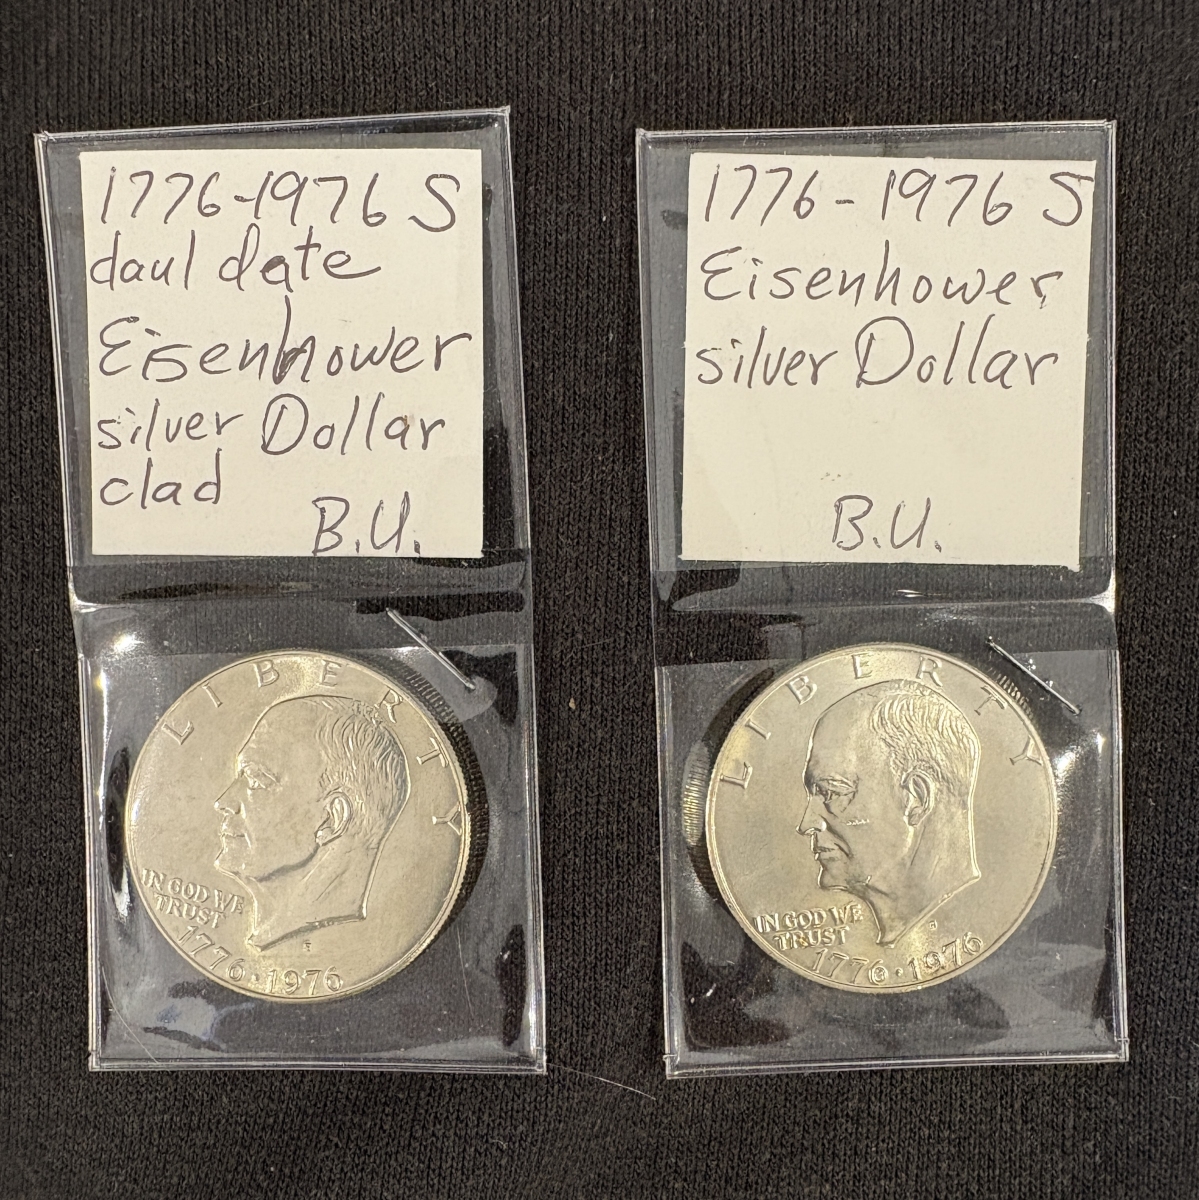 1776-1976 S
daul date
Eisenhower
silver Dollar
clad
B.U.
1776-1976 S
Eisenhower
silver Dollar
B.U.
LIBERTY
IN GOD WE
TRUST
1776·1976
S
LIBERTY
IN GOD WE
TRUST
1776·1976
S